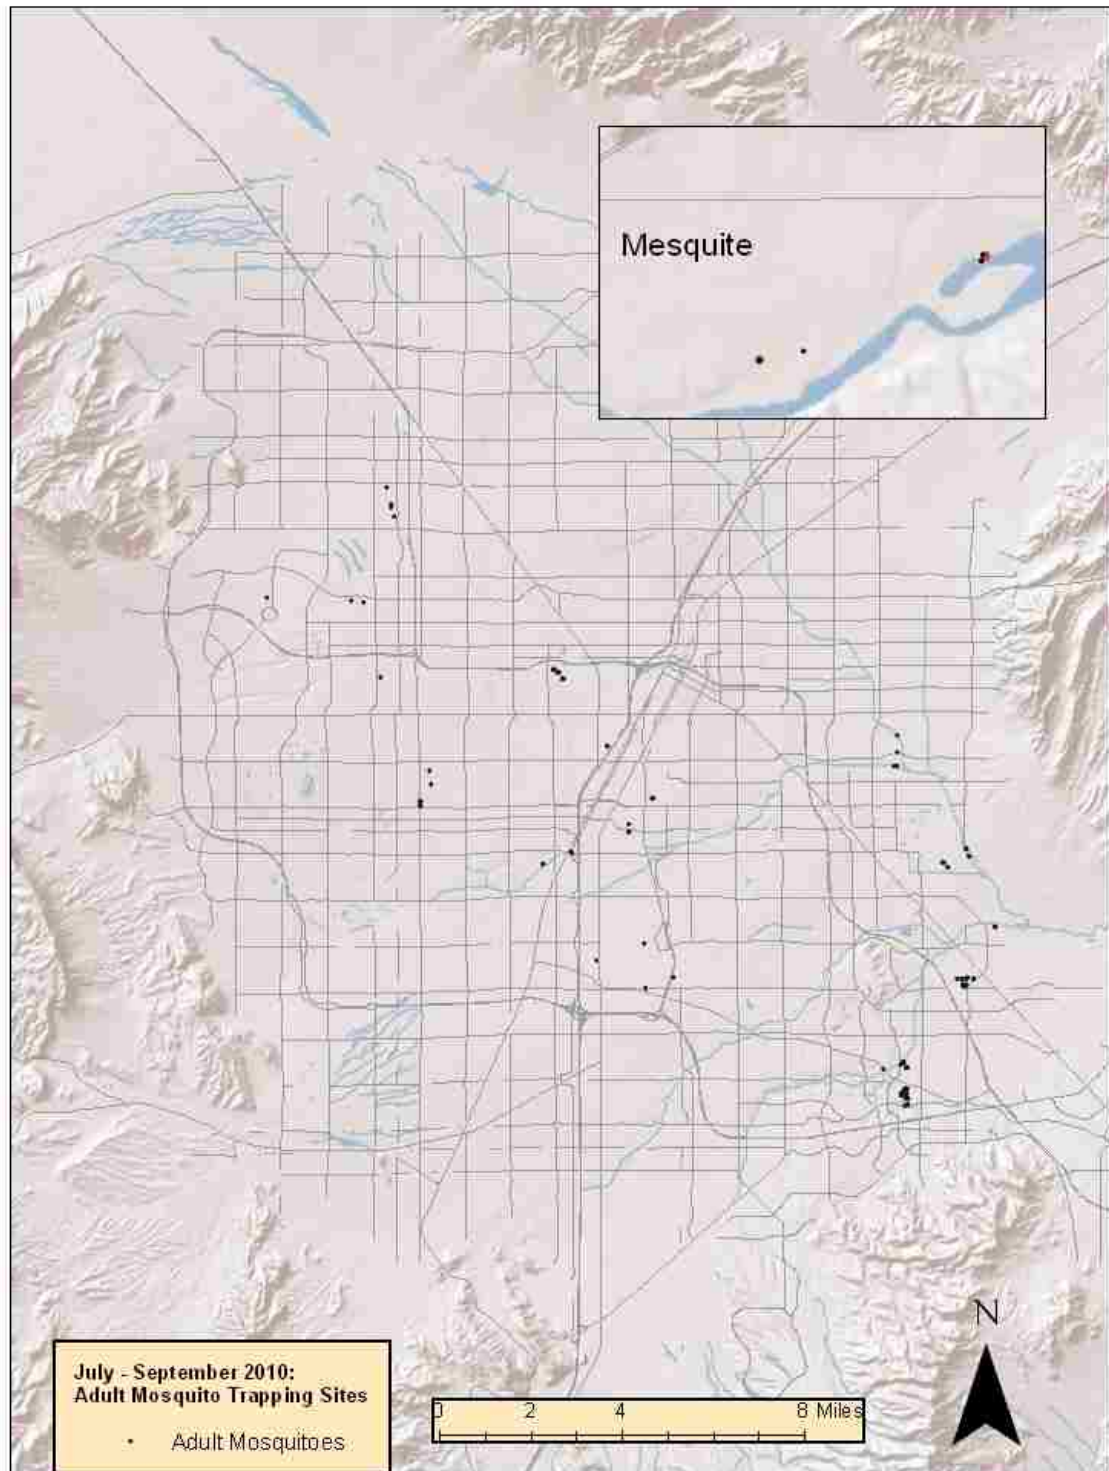 Mesquite
N
July - September 2010:
Adult Mosquito Trapping Sites
Adult Mosquitoes
0 2 4 8 Miles